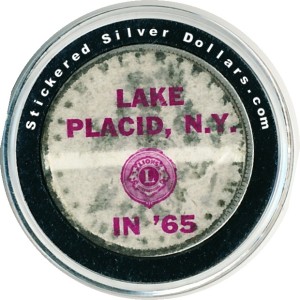 Stickered Silver Dollars.com
LAKE
PLACID, N.Y.
LIONS
L
IN '65